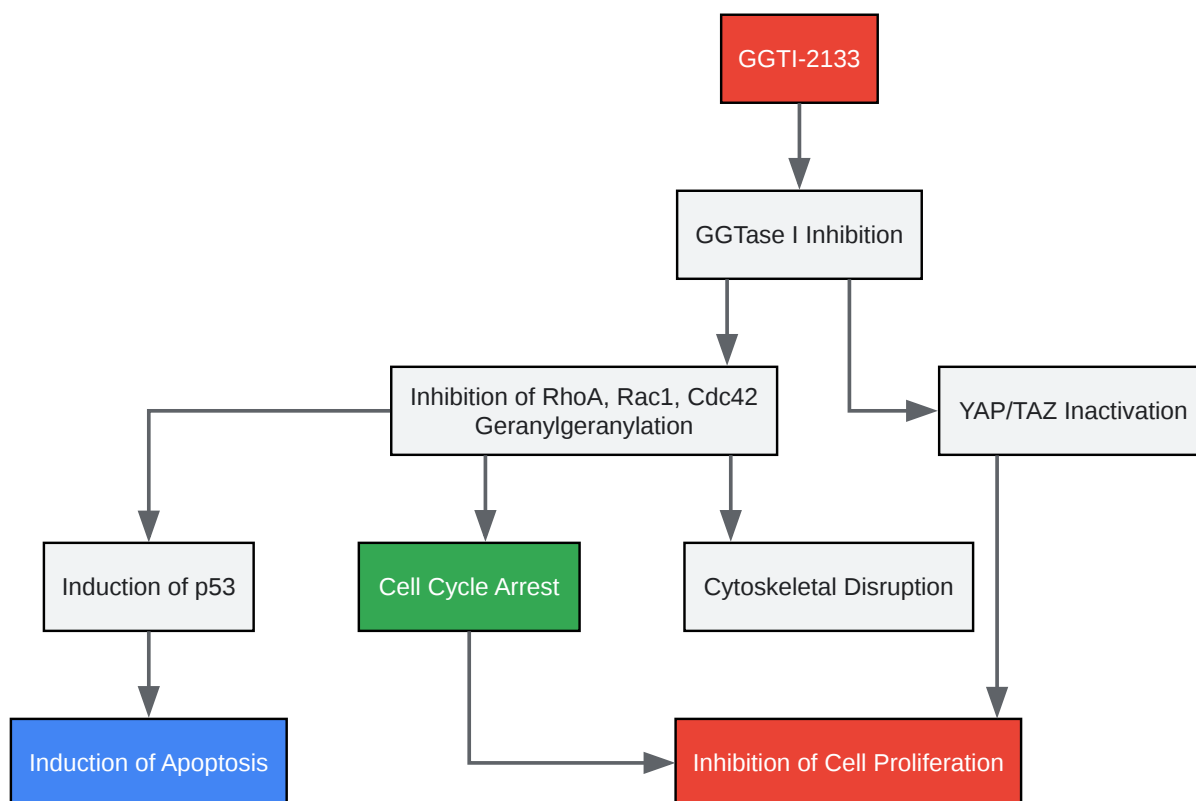 GGTI-2133
GGTase I Inhibition
Inhibition of RhoA, Rac1, Cdc42
Geranylgeranylation
YAP/TAZ Inactivation
Induction of p53
Cell Cycle Arrest
Cytoskeletal Disruption
Induction of Apoptosis
Inhibition of Cell Proliferation